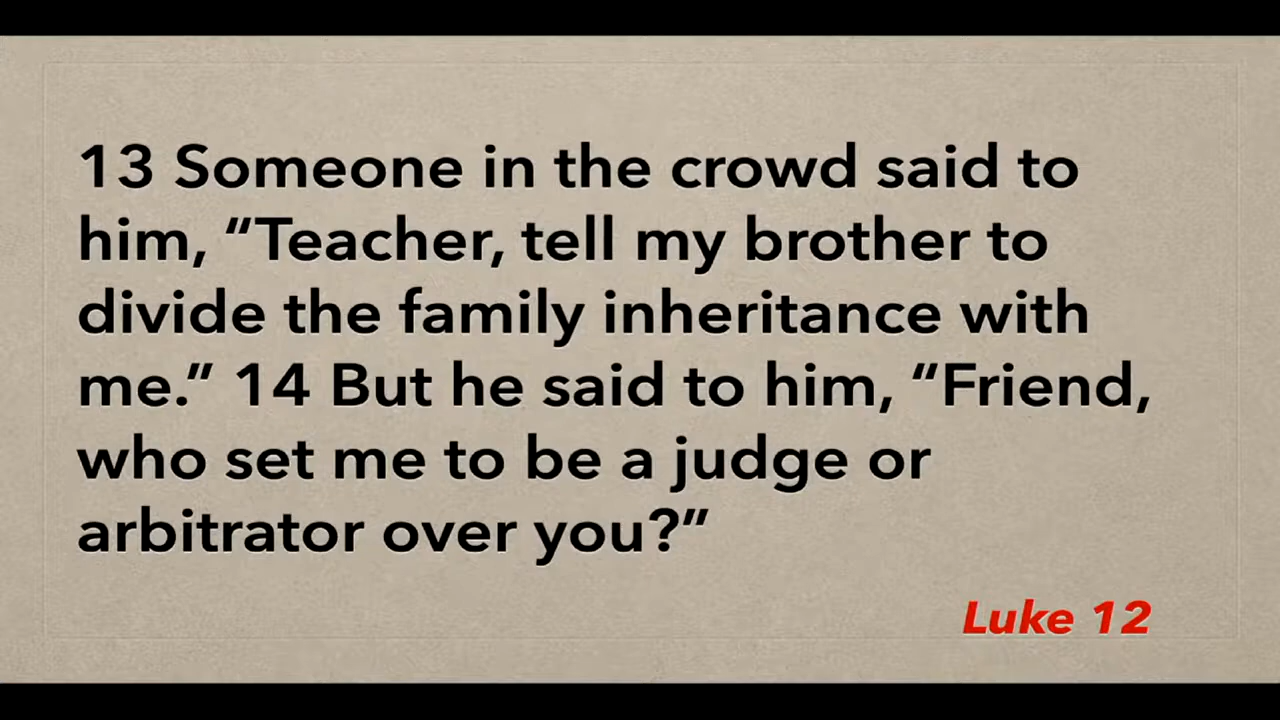 13 Someone in the crowd said to
him, “Teacher, tell my brother to
divide the family inheritance with
me.” 14 But he said to him, “Friend,
who set me to be a judge or
arbitrator over you?”
Luke 12